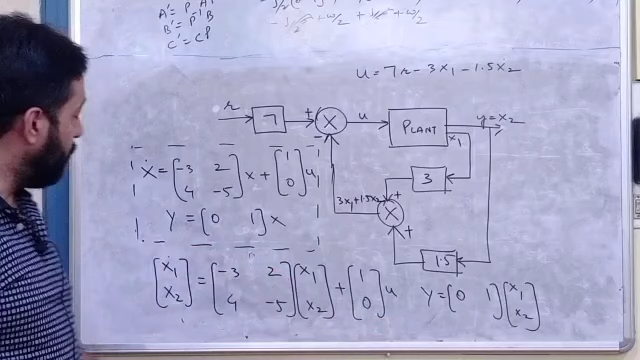 A' = P⁻¹AP
B' = P⁻¹B
C' = CP
u = 7r - 3x₁ - 1.5x₂
r 7 + X u PLANT y = x₂
x₁
3
3x₁+1.5x₂ +
X
+
1.5
ẋ = [-3 2
4 -5] x + [1
0] u
Y = [0 1] x
[ẋ₁
ẋ₂] = [-3 2
4 -5] [x₁
x₂] + [1
0] u
Y = [0 1] [x₁
x₂]